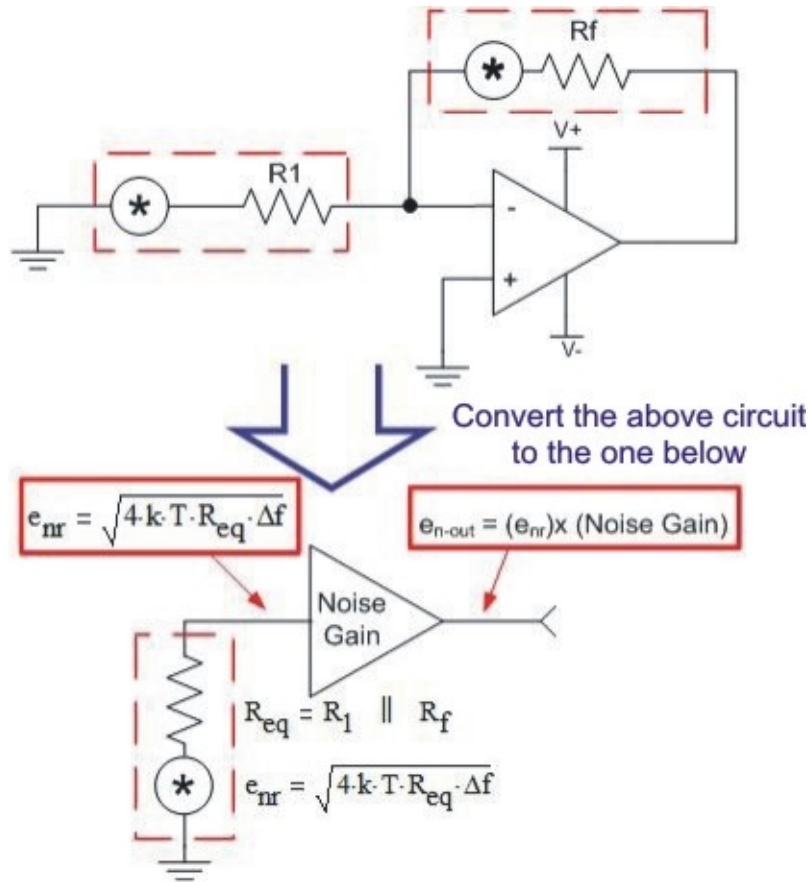 Rf
*
V+
R1
*
-
+
V-
Convert the above circuit
to the one below
e_nr = √(4·k·T·R_eq·Δf)
e_n-out = (e_nr)x (Noise Gain)
Noise
Gain
R_eq = R_1 || R_f
*
e_nr = √(4·k·T·R_eq·Δf)